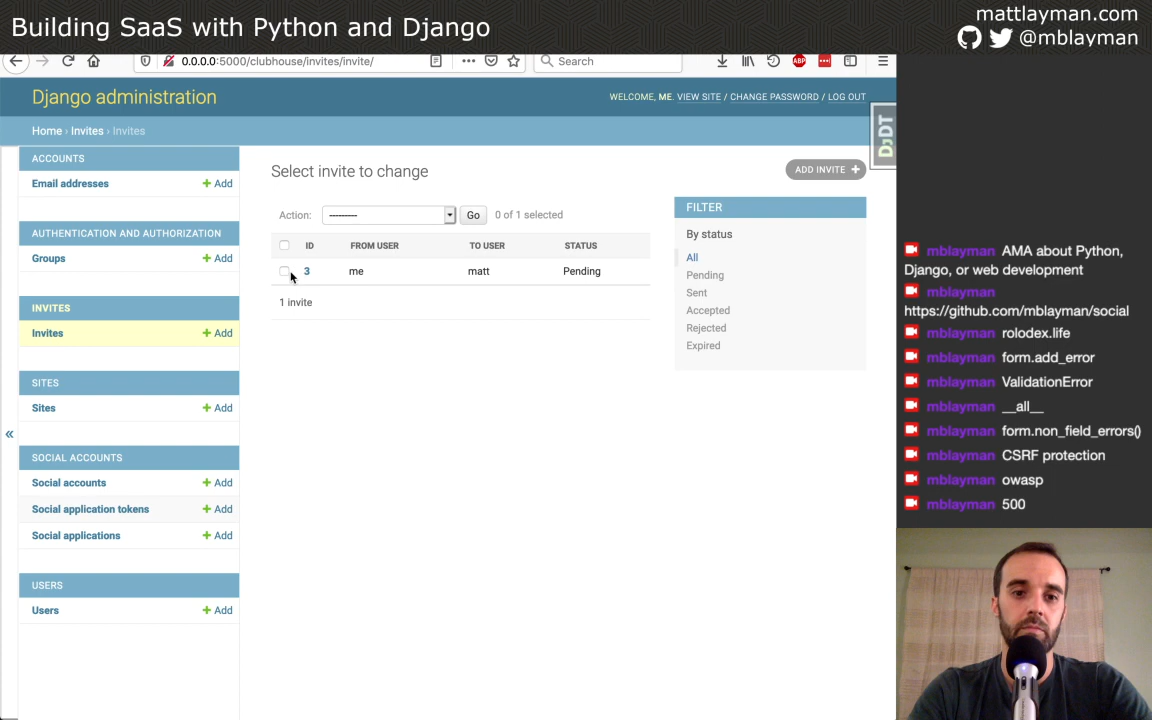 Building SaaS with Python and Django
mattlayman.com
@mblayman
0.0.0.0:5000/clubhouse/invites/invite/
Search
ABP
Django administration
WELCOME, ME. VIEW SITE / CHANGE PASSWORD / LOG OUT
Home › Invites › Invites
DjDT
ACCOUNTS
Email addresses
+ Add
AUTHENTICATION AND AUTHORIZATION
Groups
+ Add
INVITES
Invites
+ Add
SITES
Sites
+ Add
«
SOCIAL ACCOUNTS
Social accounts
+ Add
Social application tokens
+ Add
Social applications
+ Add
USERS
Users
+ Add
Select invite to change
ADD INVITE +
Action:
---------
Go
0 of 1 selected
ID FROM USER TO USER STATUS
3 me matt Pending
1 invite
FILTER
By status
All
Pending
Sent
Accepted
Rejected
Expired
mblayman AMA about Python,
Django, or web development
mblayman
https://github.com/mblayman/social
mblayman rolodex.life
mblayman form.add_error
mblayman ValidationError
mblayman __all__
mblayman form.non_field_errors()
mblayman CSRF protection
mblayman owasp
mblayman 500